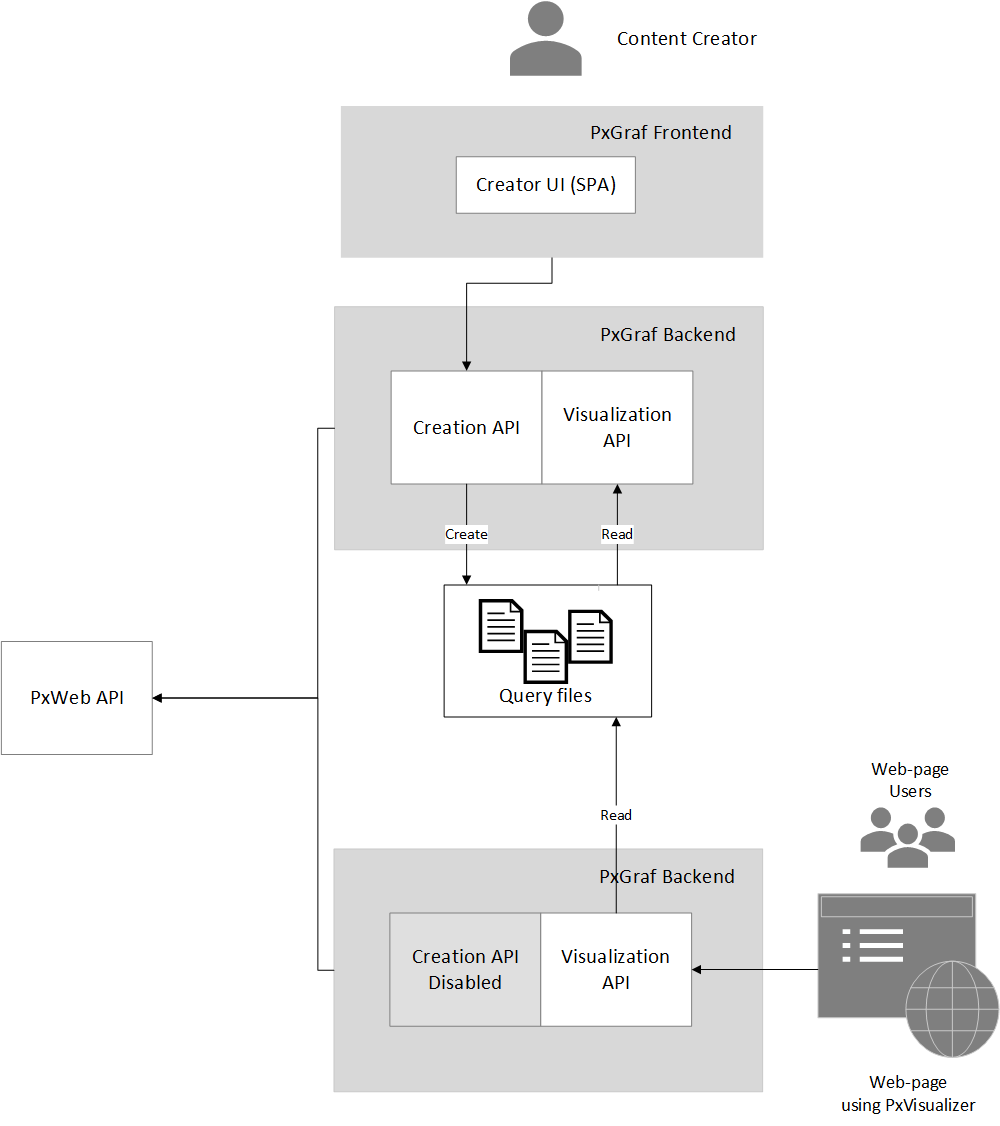 Content Creator
PxGraf Frontend
Creator UI (SPA)
PxGraf Backend
Creation API
Visualization
API
Create
Read
Query files
PxWeb API
Read
Web-page
Users
PxGraf Backend
Creation API
Disabled
Visualization
API
Web-page
using PxVisualizer